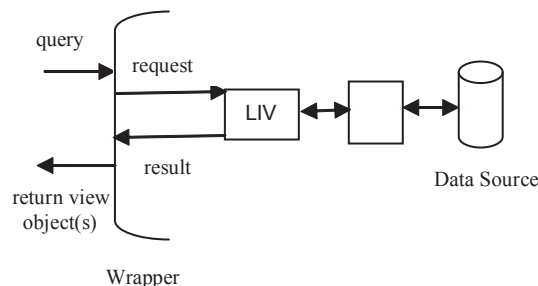 query
request
LIV
result
return view
object(s)
Data Source
Wrapper